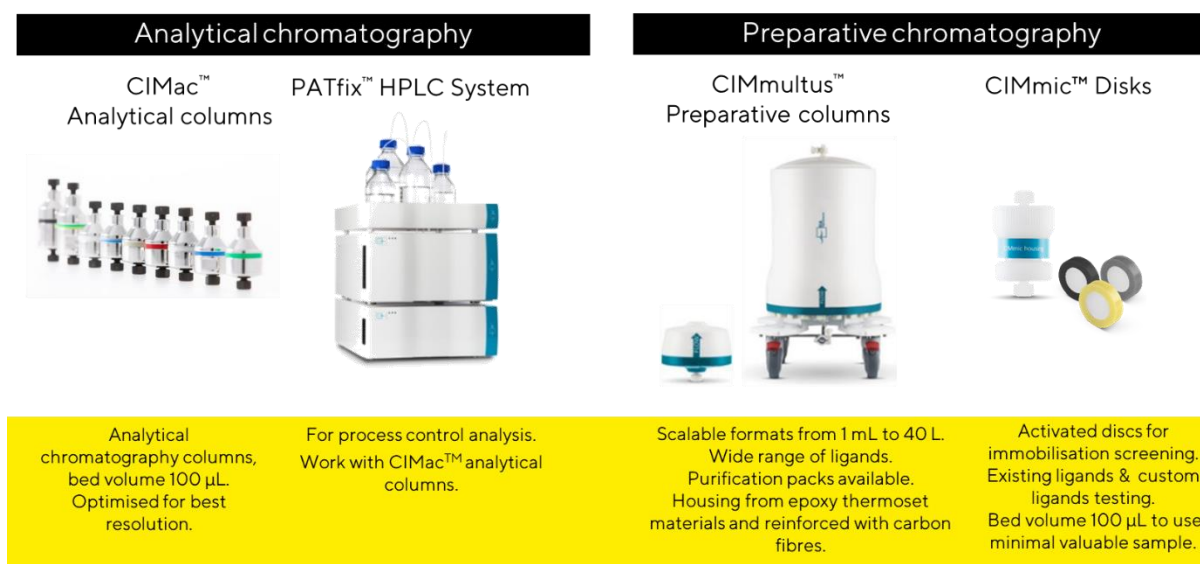 Analytical chromatography
CIMac™
Analytical columns
PATfix™ HPLC System
Analytical
chromatography columns,
bed volume 100 µL.
Optimised for best
resolution.
For process control analysis.
Work with CIMac™ analytical
columns.
Preparative chromatography
CIMmultus™
Preparative columns
CIMmic™ Disks
CIMmic housing
Scalable formats from 1 mL to 40 L.
Wide range of ligands.
Purification packs available.
Housing from epoxy thermoset
materials and reinforced with carbon
fibres.
Activated discs for
immobilisation screening.
Existing ligands & custom
ligands testing.
Bed volume 100 µL to use
minimal valuable sample.